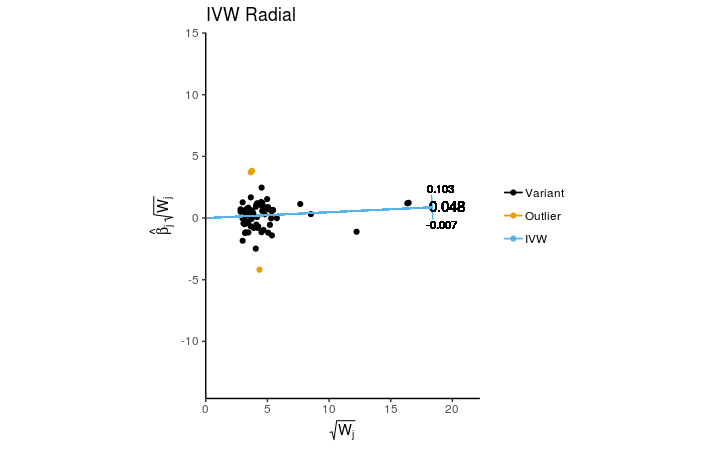 IVW Radial
15
10
5
0
-5
-10
β̂j√Wj
0.103
0.048
-0.007
Variant
Outlier
IVW
0 5 10 15 20
√Wj